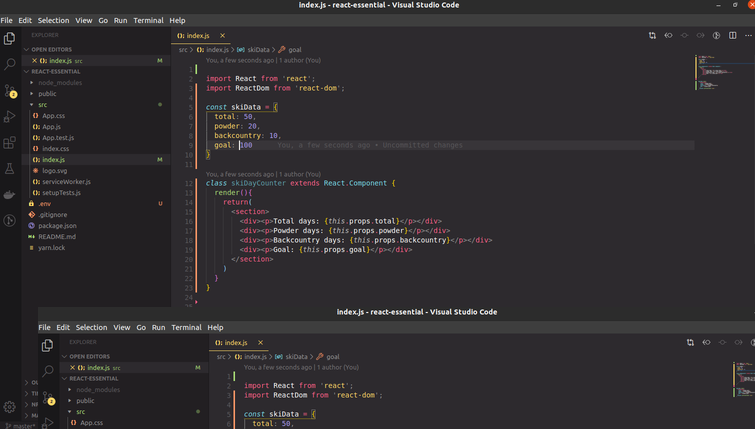 index.js - react-essential - Visual Studio Code
File Edit Selection View Go Run Terminal Help
EXPLORER
OPEN EDITORS
index.js src M
REACT-ESSENTIAL
node_modules
public
src
App.css
App.js
App.test.js
index.css
index.js M
logo.svg
serviceWorker.js
setupTests.js
.env U
.gitignore
package.json
README.md
yarn.lock
master*
index.js
src > index.js > skiData > goal
You, a few seconds ago | 1 author (You)
1
2 import React from 'react';
3 import ReactDom from 'react-dom';
4
5 const skiData = {
6 total: 50,
7 powder: 20,
8 backcountry: 10,
9 goal: 100 You, a few seconds ago • Uncommitted changes
10 }
11
You, a few seconds ago | 1 author (You)
12 class skiDayCounter extends React.Component {
13 render(){
14 return(
15 <section>
16 <div><p>Total days: {this.props.total}</p></div>
17 <div><p>Powder days: {this.props.powder}</p></div>
18 <div><p>Backcountry days: {this.props.backcountry}</p></div>
19 <div><p>Goal: {this.props.goal}</p></div>
20 </section>
21 )
22 }
23 }
24
index.js - react-essential - Visual Studio Code
File Edit Selection View Go Run Terminal Help
EXPLORER
OPEN EDITORS
index.js src M
REACT-ESSENTIAL
node_modules
public
src
App.css
index.js
src > index.js > skiData > goal
You, a few seconds ago | 1 author (You)
1
2 import React from 'react';
3 import ReactDom from 'react-dom';
4
5 const skiData = {
6 total: 50,